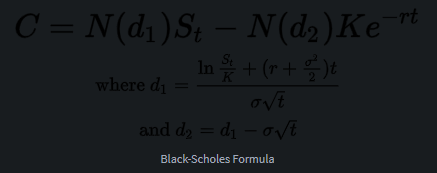 C = N(d₁)Sₜ − N(d₂)Ke⁻ʳᵗ
where d₁ = (ln Sₜ/K + (r + σ²/2)t) / σ√t
and d₂ = d₁ − σ√t
Black-Scholes Formula